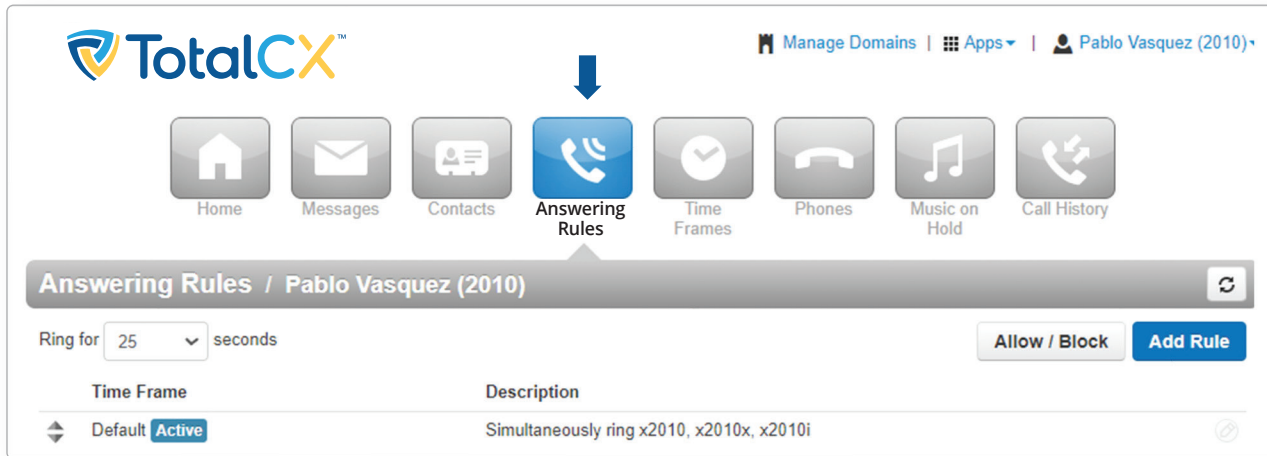 TotalCX™
Manage Domains | Apps | Pablo Vasquez (2010)
Home Messages Contacts Answering Rules Time Frames Phones Music on Hold Call History
Answering Rules / Pablo Vasquez (2010)
Ring for 25 seconds Allow / Block Add Rule
Time Frame Description
Default Active Simultaneously ring x2010, x2010x, x2010i